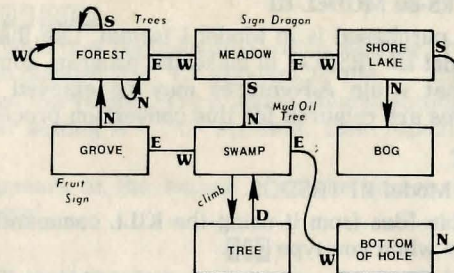 S Trees Sign Dragon S
W FOREST E W MEADOW E W SHORE LAKE
N N S Mud Oil Tree N
GROVE E W SWAMP E BOG
Fruit Sign climb D N
TREE W BOTTOM OF HOLE